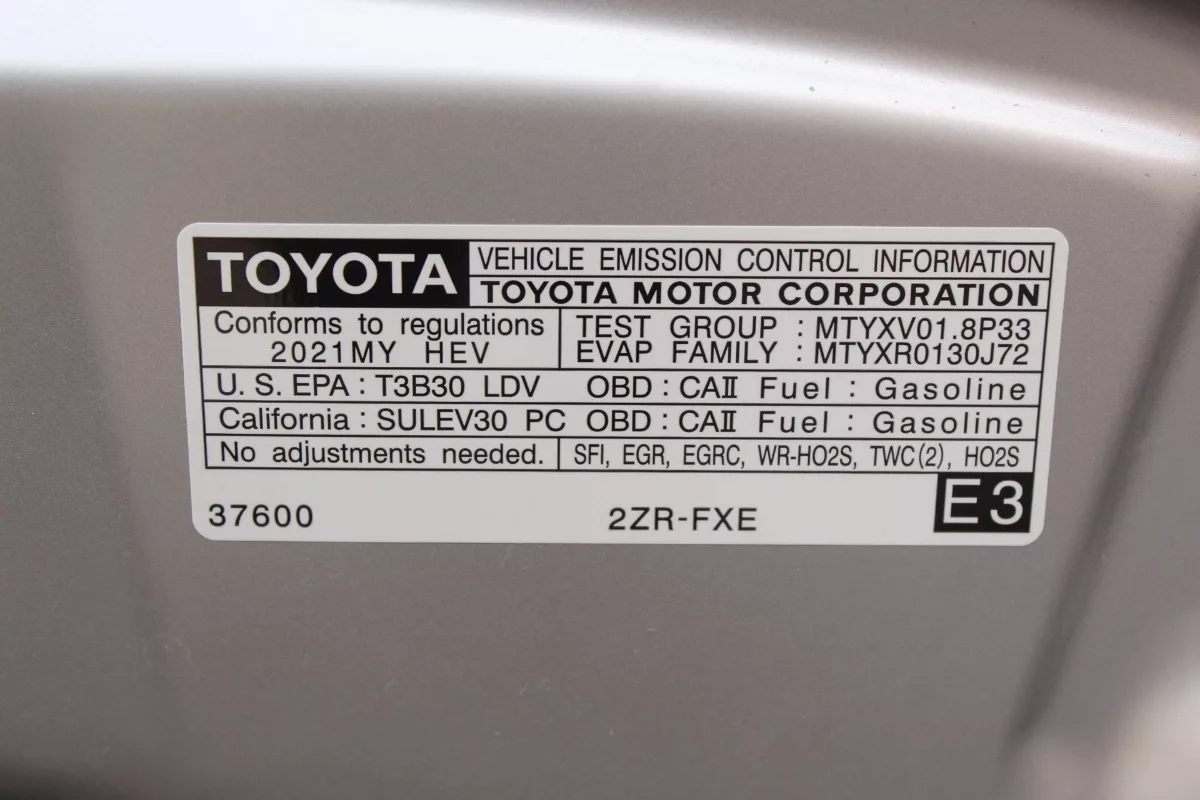 TOYOTA VEHICLE EMISSION CONTROL INFORMATION
TOYOTA MOTOR CORPORATION
Conforms to regulations
2021MY HEV
TEST GROUP : MTYXV01.8P33
EVAP FAMILY : MTYXR0130J72
U. S. EPA : T3B30 LDV OBD : CAⅡ Fuel : Gasoline
California : SULEV30 PC OBD : CAⅡ Fuel : Gasoline
No adjustments needed. SFI, EGR, EGRC, WR-HO2S, TWC(2), HO2S
37600 2ZR-FXE E3